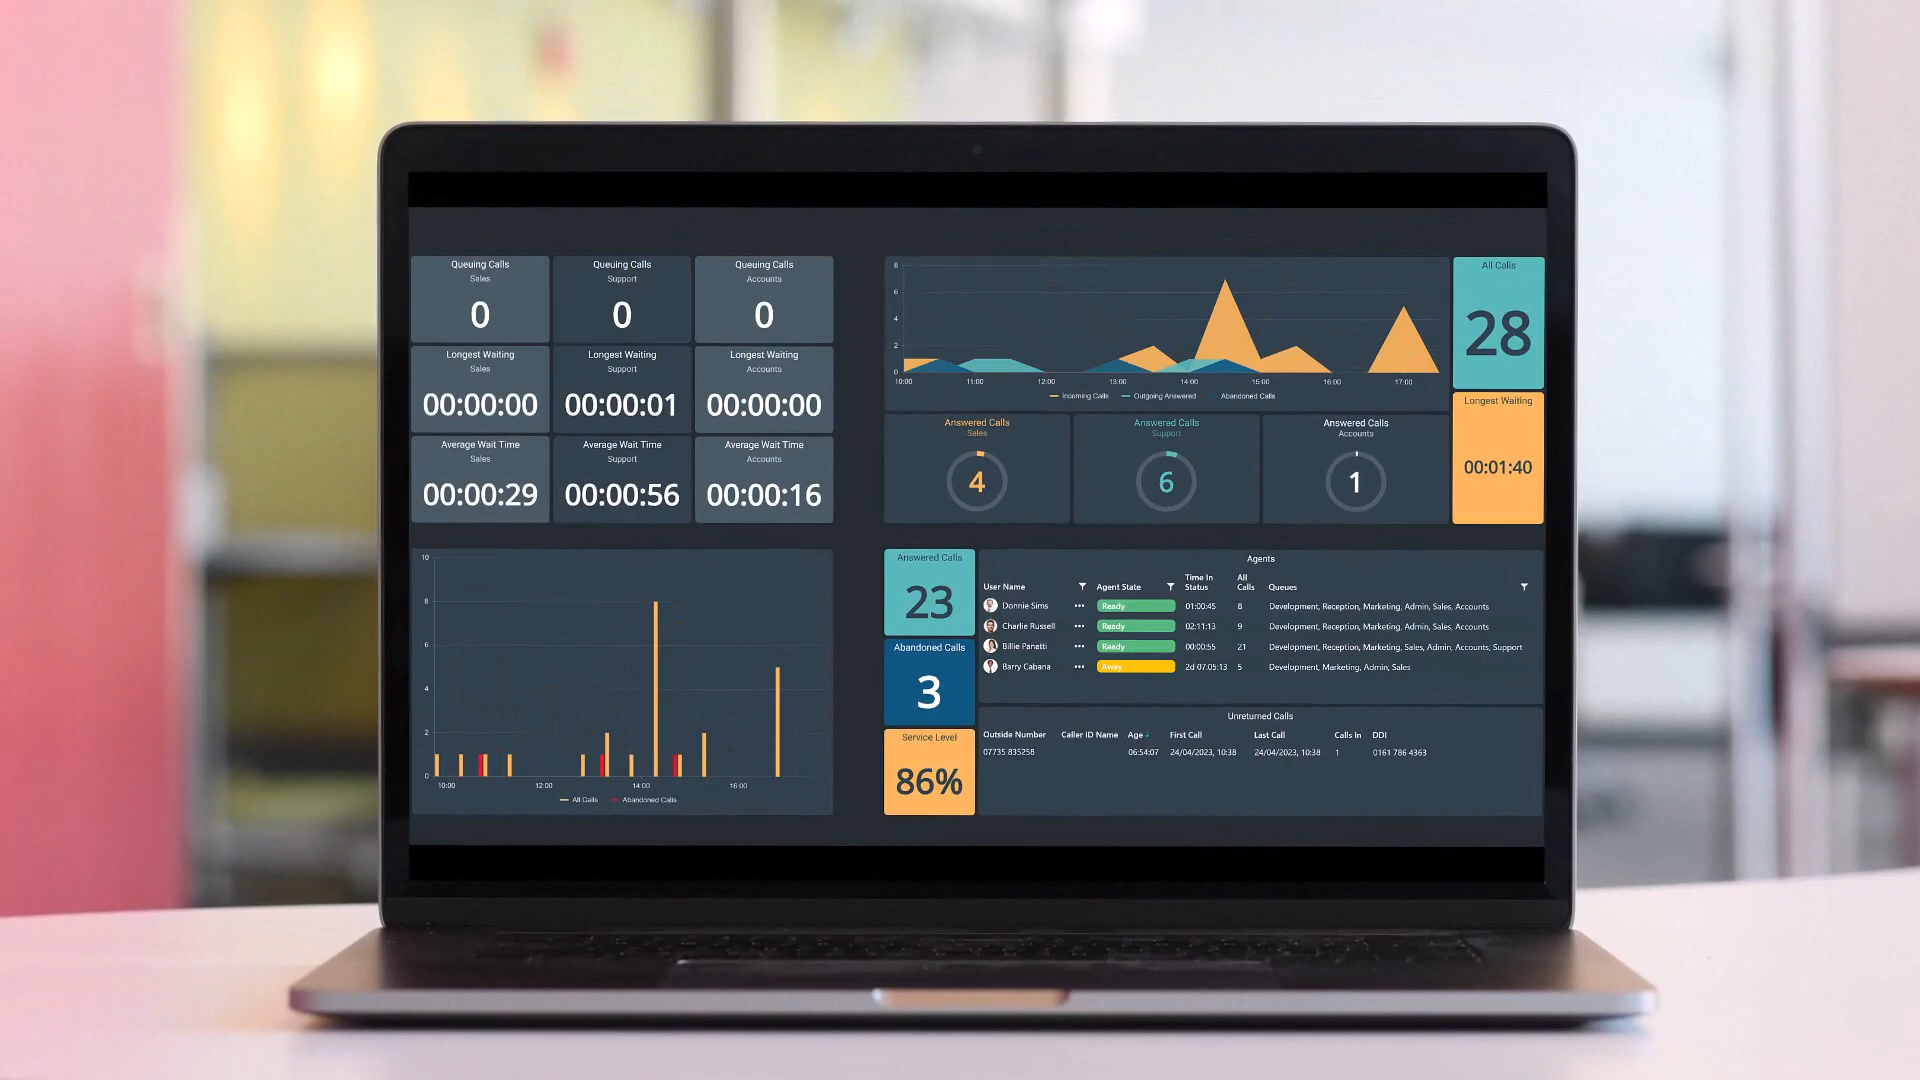 Queuing Calls
Sales
0
Queuing Calls
Support
0
Queuing Calls
Accounts
0
Longest Waiting
Sales
00:00:00
Longest Waiting
Support
00:00:01
Longest Waiting
Accounts
00:00:00
Average Wait Time
Sales
00:00:29
Average Wait Time
Support
00:00:56
Average Wait Time
Accounts
00:00:16
8
6
4
2
0
10:00 11:00 12:00 13:00 14:00 15:00 16:00 17:00
Incoming Calls Outgoing Answered Abandoned Calls
All Calls
28
Longest Waiting
00:01:40
Answered Calls
Sales
4
Answered Calls
Support
6
Answered Calls
Accounts
1
10
8
6
4
2
0
10:00 12:00 14:00 16:00
All Calls Abandoned Calls
Answered Calls
23
Abandoned Calls
3
Service Level
86%
Agents
User Name Agent State Time In Status All Calls Queues
Donnie Sims ••• Ready 01:00:45 8 Development, Reception, Marketing, Admin, Sales, Accounts
Charlie Russell ••• Ready 02:11:13 9 Development, Reception, Marketing, Admin, Sales, Accounts
Billie Panetti ••• Ready 00:00:55 21 Development, Reception, Marketing, Sales, Admin, Accounts, Support
Barry Cabana ••• Away 2d 07:05:13 5 Development, Marketing, Admin, Sales
Unreturned Calls
Outside Number Caller ID Name Age↓ First Call Last Call Calls In DDI
07735 835258 06:54:07 24/04/2023, 10:38 24/04/2023, 10:38 1 0161 786 4363